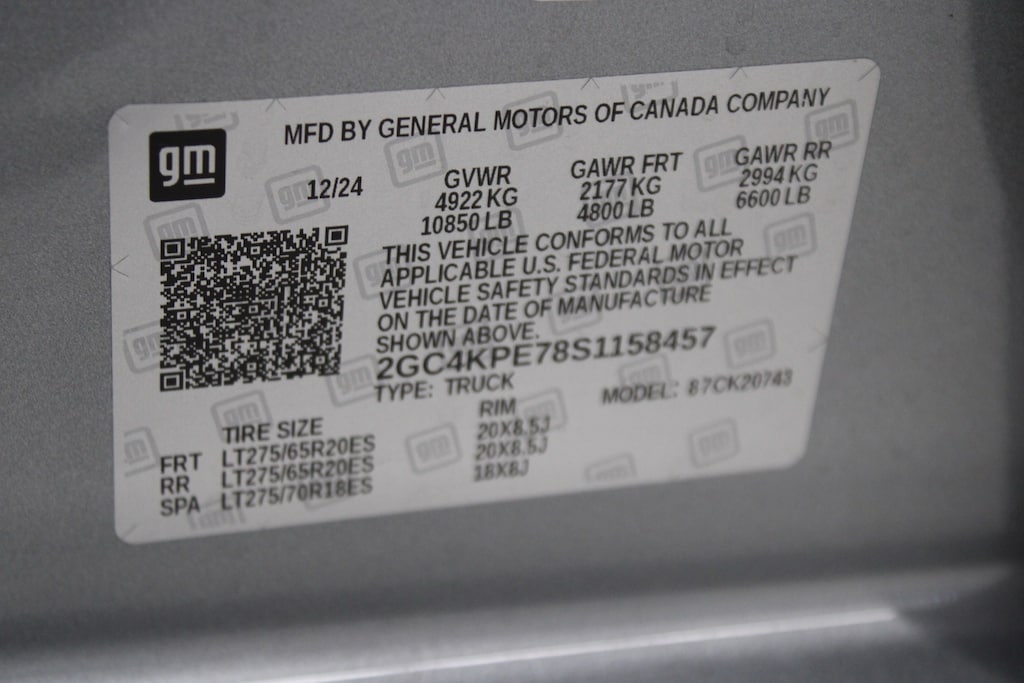 gm
MFD BY GENERAL MOTORS OF CANADA COMPANY
12/24
GVWR
4922 KG
10850 LB
GAWR FRT
2177 KG
4800 LB
GAWR RR
2994 KG
6600 LB
THIS VEHICLE CONFORMS TO ALL
APPLICABLE U.S. FEDERAL MOTOR
VEHICLE SAFETY STANDARDS IN EFFECT
ON THE DATE OF MANUFACTURE
SHOWN ABOVE.
2GC4KPE78S1158457
TYPE: TRUCK MODEL: 87CK20743
TIRE SIZE RIM
FRT LT275/65R20ES 20X8.5J
RR LT275/65R20ES 20X8.5J
SPA LT275/70R18ES 18X8J